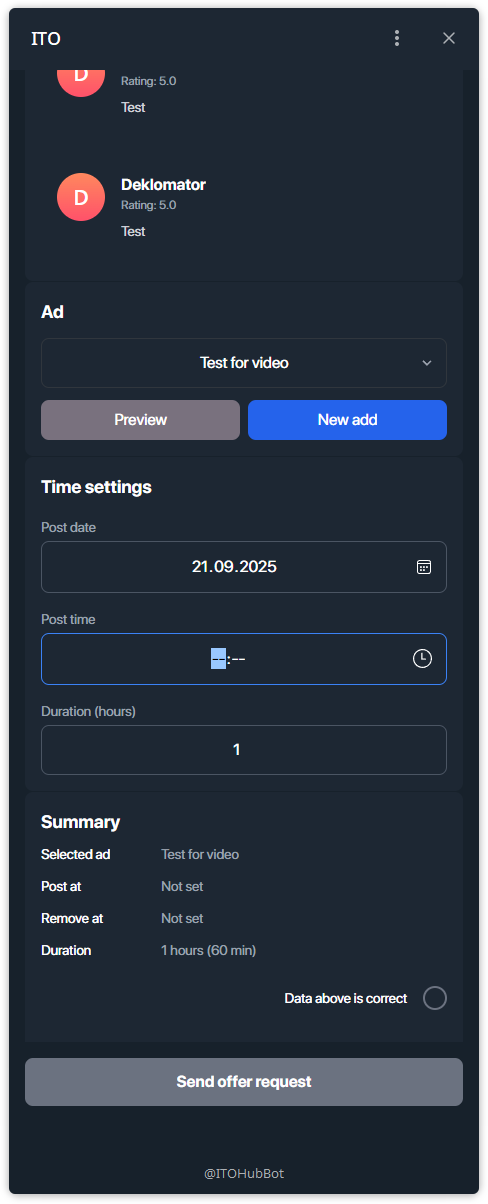 ITO
D
Rating: 5.0
Test
D
Deklomator
Rating: 5.0
Test
Ad
Test for video
Preview
New add
Time settings
Post date
21.09.2025
Post time
--:--
Duration (hours)
1
Summary
Selected ad Test for video
Post at Not set
Remove at Not set
Duration 1 hours (60 min)
Data above is correct
Send offer request
@ITOHubBot